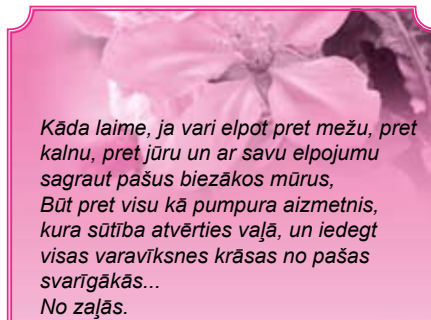 Kāda laime, ja vari elpot pret mežu, pret
kalnu, pret jūru un ar savu elpojumu
sagraut pašus biezākos mūrus,
Būt pret visu kā pumpura aizmetnis,
kura sūtība atvērties vaļā, un iedegt
visas varavīksnes krāsas no pašas
svarīgākās...
No zaļās.